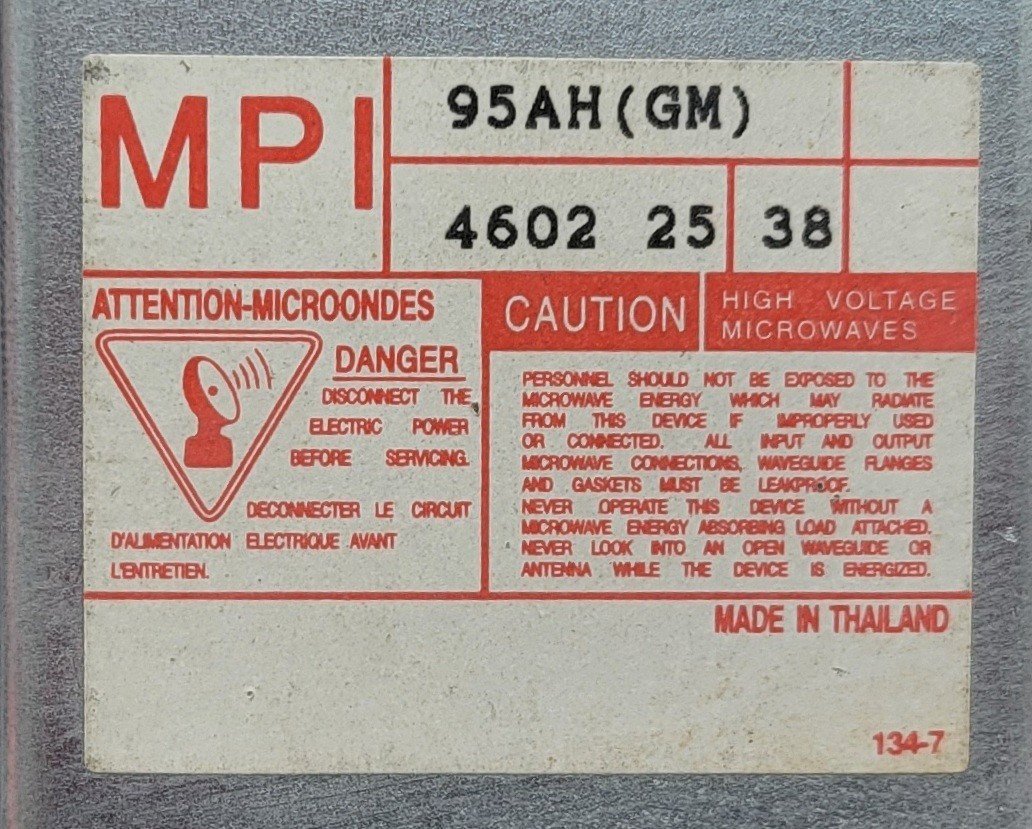 MPI
95AH(GM)
4602 25 38
ATTENTION-MICROONDES
DANGER
DISCONNECT THE
ELECTRIC POWER
BEFORE SERVICING.
DECONNECTER LE CIRCUIT
D'ALIMENTATION ELECTRIQUE AVANT
L'ENTRETIEN.
CAUTION
HIGH VOLTAGE
MICROWAVES
PERSONNEL SHOULD NOT BE EXPOSED TO THE
MICROWAVE ENERGY WHICH MAY RADIATE
FROM THIS DEVICE IF IMPROPERLY USED
OR CONNECTED. ALL INPUT AND OUTPUT
MICROWAVE CONNECTIONS, WAVEGUIDE FLANGES
AND GASKETS MUST BE LEAKPROOF.
NEVER OPERATE THIS DEVICE WITHOUT A
MICROWAVE ENERGY ABSORBING LOAD ATTACHED.
NEVER LOOK INTO AN OPEN WAVEGUIDE OR
ANTENNA WHILE THE DEVICE IS ENERGIZED.
MADE IN THAILAND
134-7